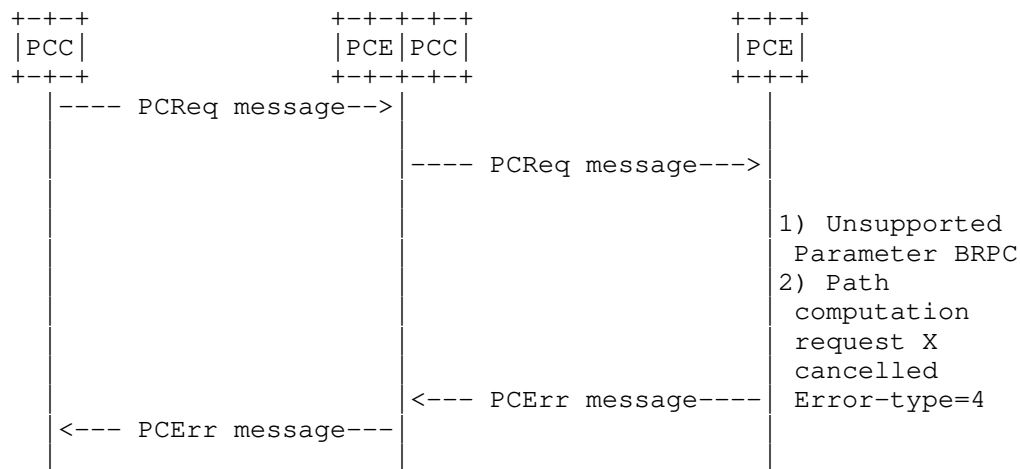 +-+-+ +-+-+-+-+ +-+-+
|PCC| |PCE|PCC| |PCE|
+-+-+ +-+-+-+-+ +-+-+
|---- PCReq message-->| |
| |---- PCReq message--->|
| | |1) Unsupported
| | | Parameter BRPC
| | |2) Path
| | | computation
| | | request X
| | | cancelled
| |<--- PCErr message----| Error-type=4
|<--- PCErr message---| |